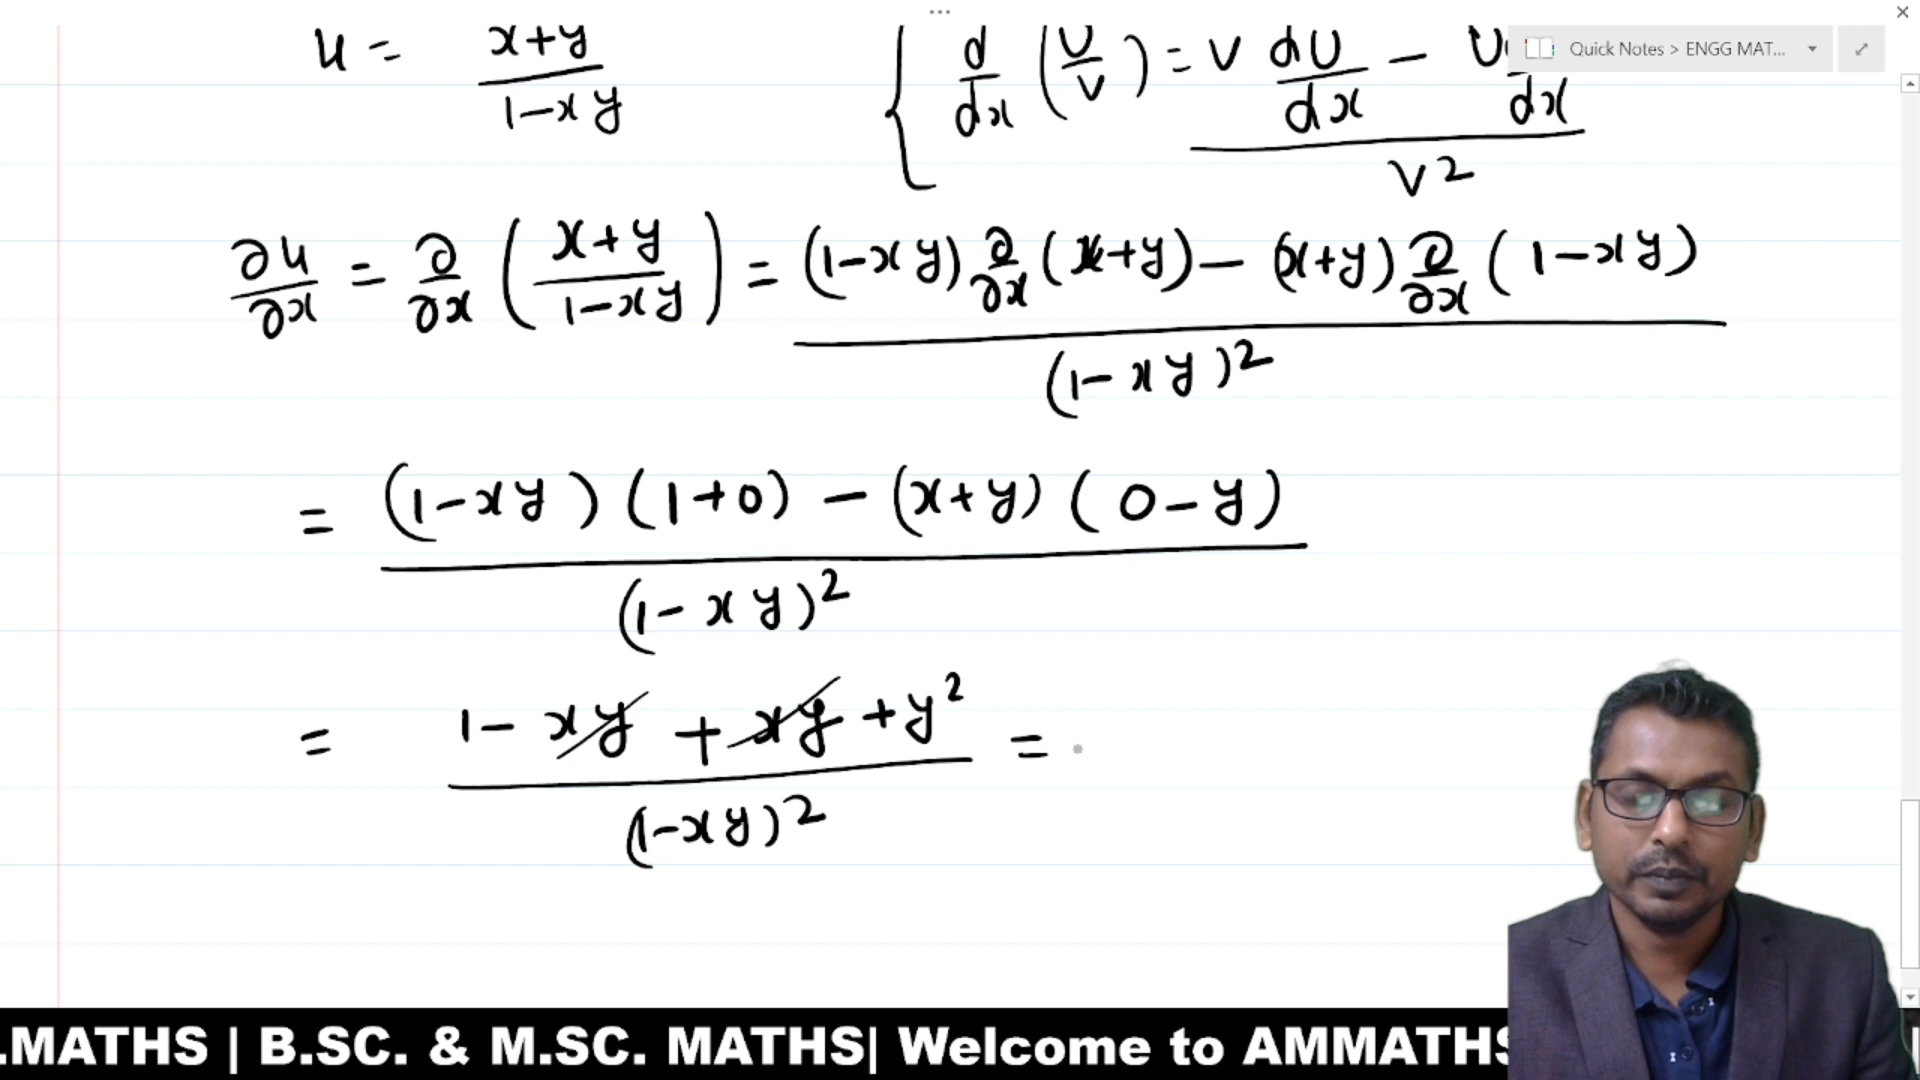 Quick Notes > ENGG MAT...
u = x+y / 1-xy { d/dx (U/V) = V dU/dx - U /dx / V²
∂u/∂x = ∂/∂x ( x+y / 1-xy ) = (1-xy) ∂/∂x (x+y) - (x+y) ∂/∂x (1-xy) / (1-xy)²
= (1-xy) (1+0) - (x+y) (0-y) / (1-xy)²
= 1 - xy + xy + y² / (1-xy)² =
.MATHS | B.SC. & M.SC. MATHS| Welcome to AMMATHS